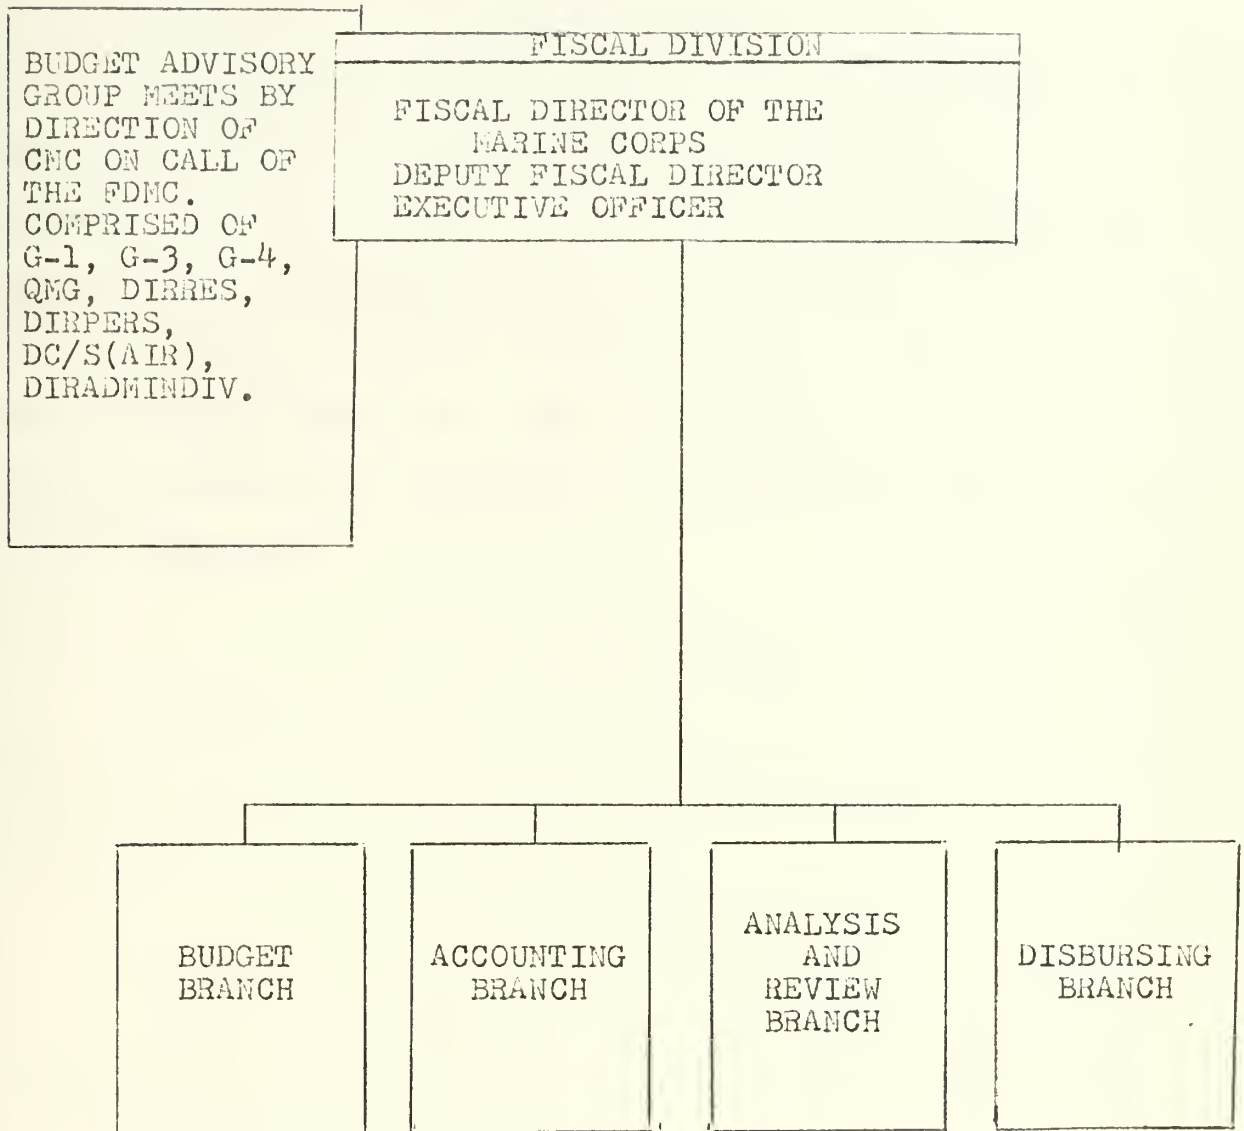 BUDGET ADVISORY
GROUP MEETS BY
DIRECTION OF
CMC ON CALL OF
THE FDMC.
COMPRISED OF
G-1, G-3, G-4,
QMG, DIRRES,
DIRPERS,
DC/S(AIR),
DIRADMINDIV.
FISCAL DIVISION
FISCAL DIRECTOR OF THE
MARINE CORPS
DEPUTY FISCAL DIRECTOR
EXECUTIVE OFFICER
BUDGET
BRANCH
ACCOUNTING
BRANCH
ANALYSIS
AND
REVIEW
BRANCH
DISBURSING
BRANCH